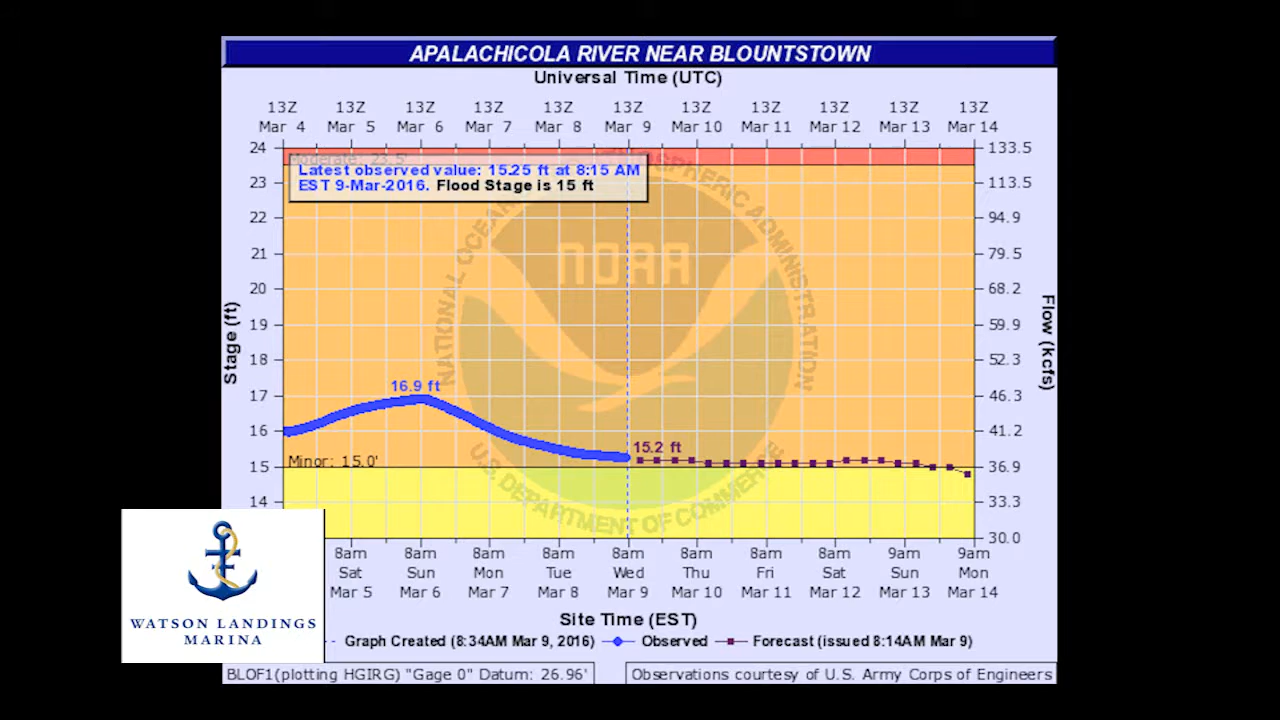 APALACHICOLA RIVER NEAR BLOUNTSTOWN
Universal Time (UTC)
13Z 13Z 13Z 13Z 13Z 13Z 13Z 13Z 13Z 13Z 13Z
Mar 4 Mar 5 Mar 6 Mar 7 Mar 8 Mar 9 Mar 10 Mar 11 Mar 12 Mar 13 Mar 14
24 133.5
Moderate: 23.5'
Latest observed value: 15.25 ft at 8:15 AM
EST 9-Mar-2016. Flood Stage is 15 ft
23 113.5
22 94.9
21 79.5
20 68.2
19 59.9
18 52.3
17 46.3
16 41.2
15 36.9
14 33.3
30.0
Stage (ft)
Flow (kcfs)
NATIONAL OCEANIC AND ATMOSPHERIC ADMINISTRATION
NOAA
U.S. DEPARTMENT OF COMMERCE
16.9 ft
15.2 ft
Minor: 15.0'
8am 8am 8am 8am 8am 8am 8am 8am 9am 9am
Sat Sun Mon Tue Wed Thu Fri Sat Sun Mon
Mar 5 Mar 6 Mar 7 Mar 8 Mar 9 Mar 10 Mar 11 Mar 12 Mar 13 Mar 14
Site Time (EST)
Graph Created (8:34AM Mar 9, 2016) Observed Forecast (issued 8:14AM Mar 9)
BLOF1(plotting HGIRG) "Gage 0" Datum: 26.96' Observations courtesy of U.S. Army Corps of Engineers
WATSON LANDINGS
MARINA